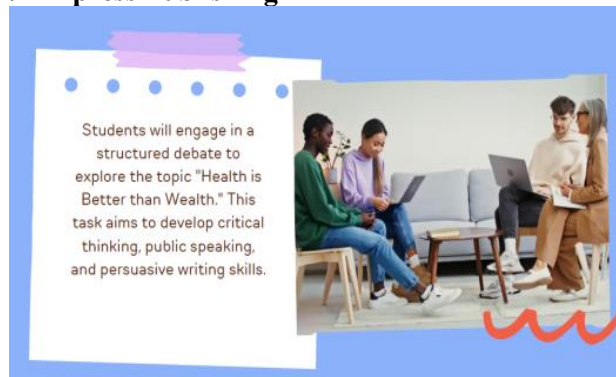 Students will engage in a
structured debate to
explore the topic "Health is
Better than Wealth." This
task aims to develop critical
thinking, public speaking,
and persuasive writing skills.